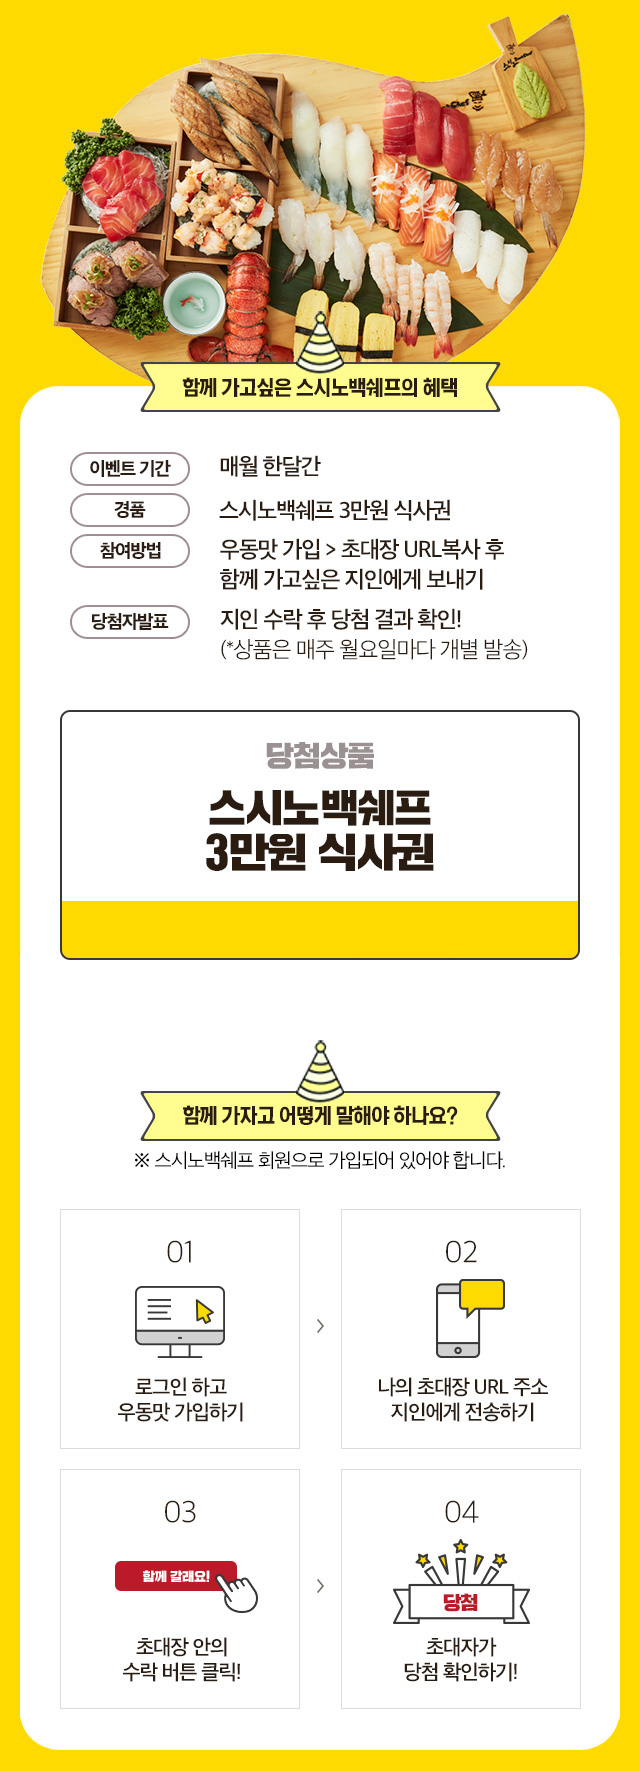 함께 가고싶은 스시노백쉐프의 혜택
이벤트 기간
매월 한달간
경품
스시노백쉐프 3만원 식사권
참여방법
우동맛 가입 > 초대장 URL복사 후
함께 가고싶은 지인에게 보내기
당첨자발표
지인 수락 후 당첨 결과 확인!
(*상품은 매주 월요일마다 개별 발송)
당첨상품
스시노백쉐프
3만원 식사권
함께 가자고 어떻게 말해야 하나요?
※ 스시노백쉐프 회원으로 가입되어 있어야 합니다.
01
로그인 하고
우동맛 가입하기
>
02
나의 초대장 URL 주소
지인에게 전송하기
03
함께 갈래요!
초대장 안의
수락 버튼 클릭!
>
04
당첨
초대자가
당첨 확인하기!